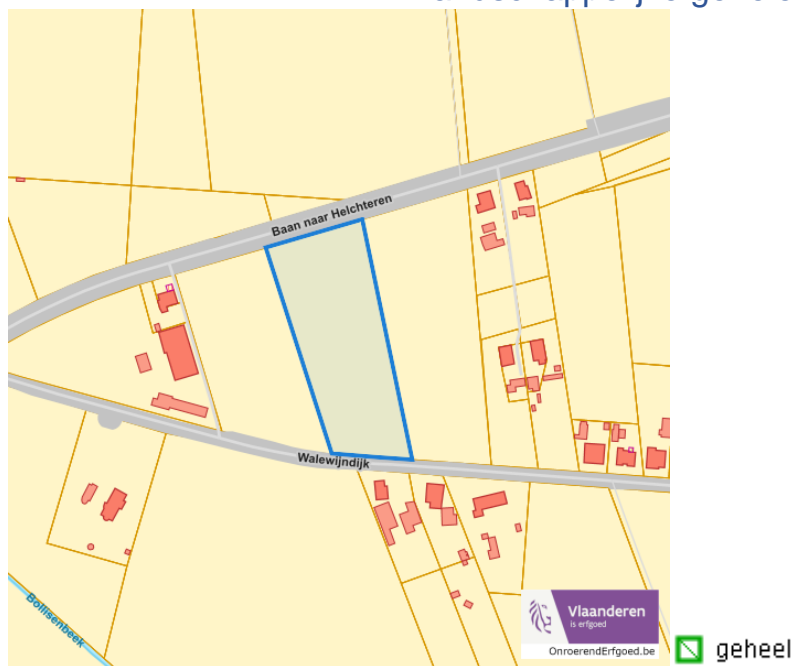 Baan naar Helchteren
Walewijndijk
Bollisenbeek
Vlaanderen
is erfgoed
OnroerendErfgoed.be
geheel